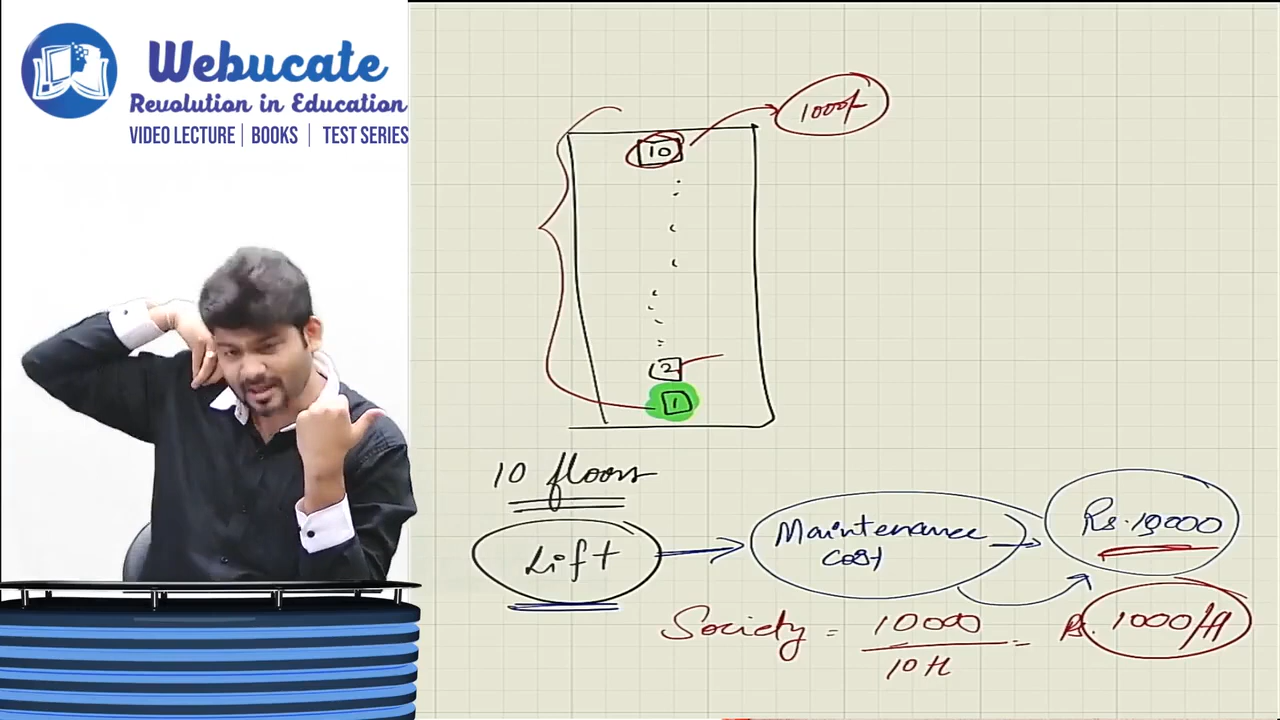 Webucate
Revolution in Education
VIDEO LECTURE | BOOKS | TEST SERIES
1000/-
10
2
1
10 floors
Lift
Maintenance
cost
Rs. 10000
Society = 10000
10 H
= Rs. 1000/H